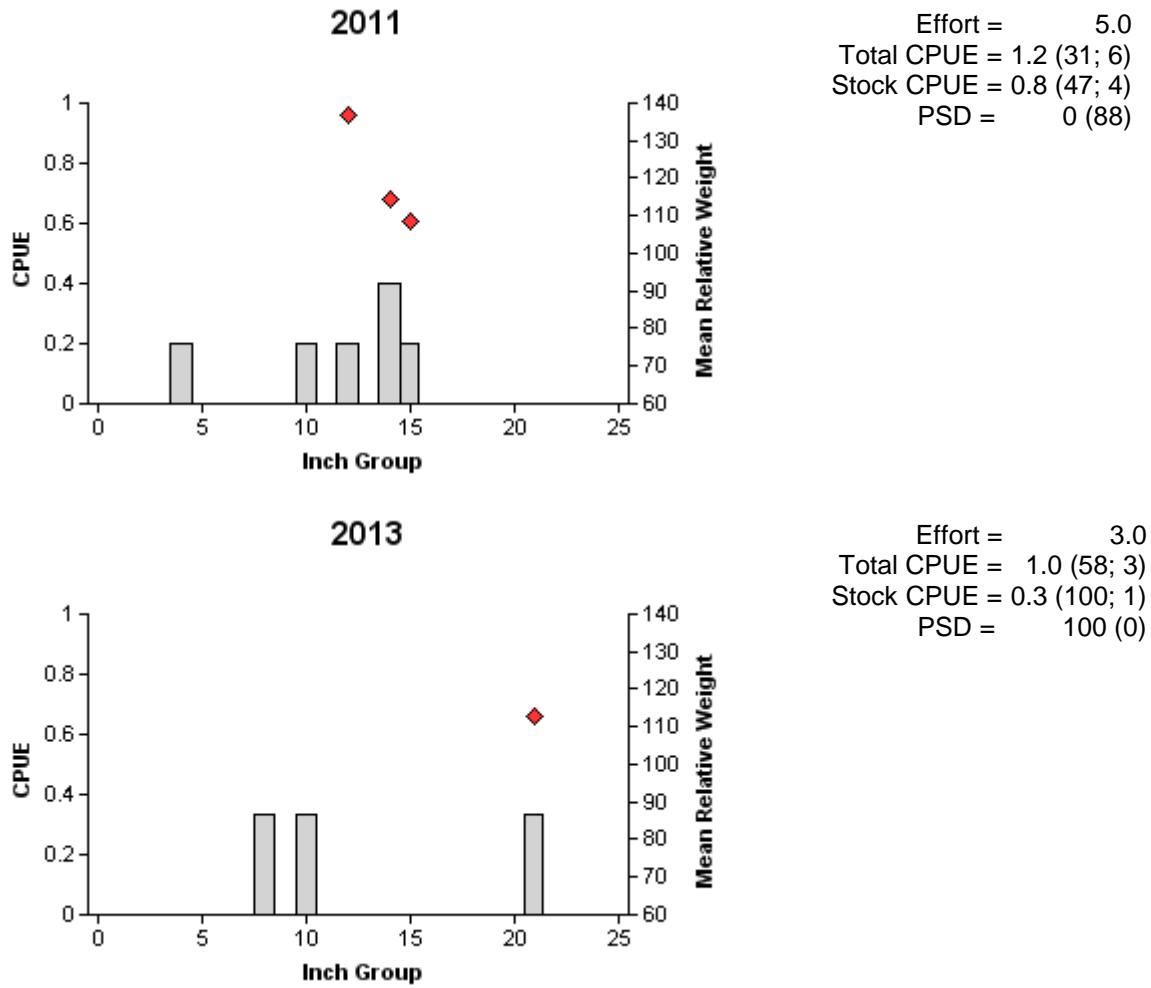 2011
Effort = 5.0
Total CPUE = 1.2 (31; 6)
Stock CPUE = 0.8 (47; 4)
PSD = 0 (88)
1
0.8
0.6
0.4
0.2
0
CPUE
140
130
120
110
100
90
80
70
60
Mean Relative Weight
0 5 10 15 20 25
Inch Group
2013
Effort = 3.0
Total CPUE = 1.0 (58; 3)
Stock CPUE = 0.3 (100; 1)
PSD = 100 (0)
1
0.8
0.6
0.4
0.2
0
CPUE
140
130
120
110
100
90
80
70
60
Mean Relative Weight
0 5 10 15 20 25
Inch Group